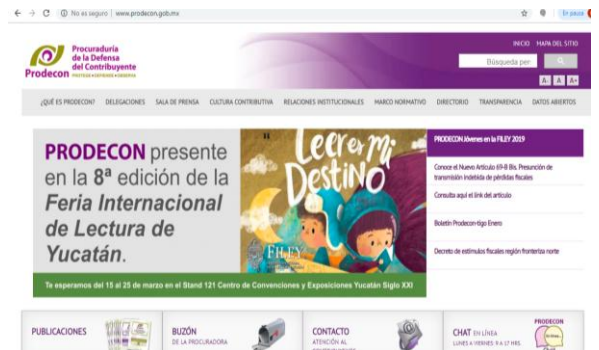 No es seguro | www.prodecon.gob.mx
En pausa
Procuraduría
de la Defensa
del Contribuyente
Prodecon PROTEGE•DEFIENDE•OBSERVA
INICIO MAPA DEL SITIO
Búsqueda per
A- A A+
¿QUÉ ES PRODECON? DELEGACIONES SALA DE PRENSA CULTURA CONTRIBUTIVA RELACIONES INSTITUCIONALES MARCO NORMATIVO DIRECTORIO TRANSPARENCIA DATOS ABIERTOS
PRODECON presente
en la 8ª edición de la
Feria Internacional
de Lectura de
Yucatán.
Leer es mi
Destino
FILEY
Te esperamos del 15 al 25 de marzo en el Stand 121 Centro de Convenciones y Exposiciones Yucatán Siglo XXI
PRODECON Jóvenes en la FILEY 2019
Conoce el Nuevo Artículo 69-B Bis. Presunción de
transmisión indebida de pérdidas fiscales
Consulta aquí el link del artículo
Boletín Prodecon-tigo Enero
Decreto de estímulos fiscales región fronteriza norte
PUBLICACIONES
BUZÓN
DE LA PROCURADORA
CONTACTO
ATENCIÓN AL
CHAT EN LÍNEA
LUNES A VIERNES 9 A 17 HRS.
PRODECON